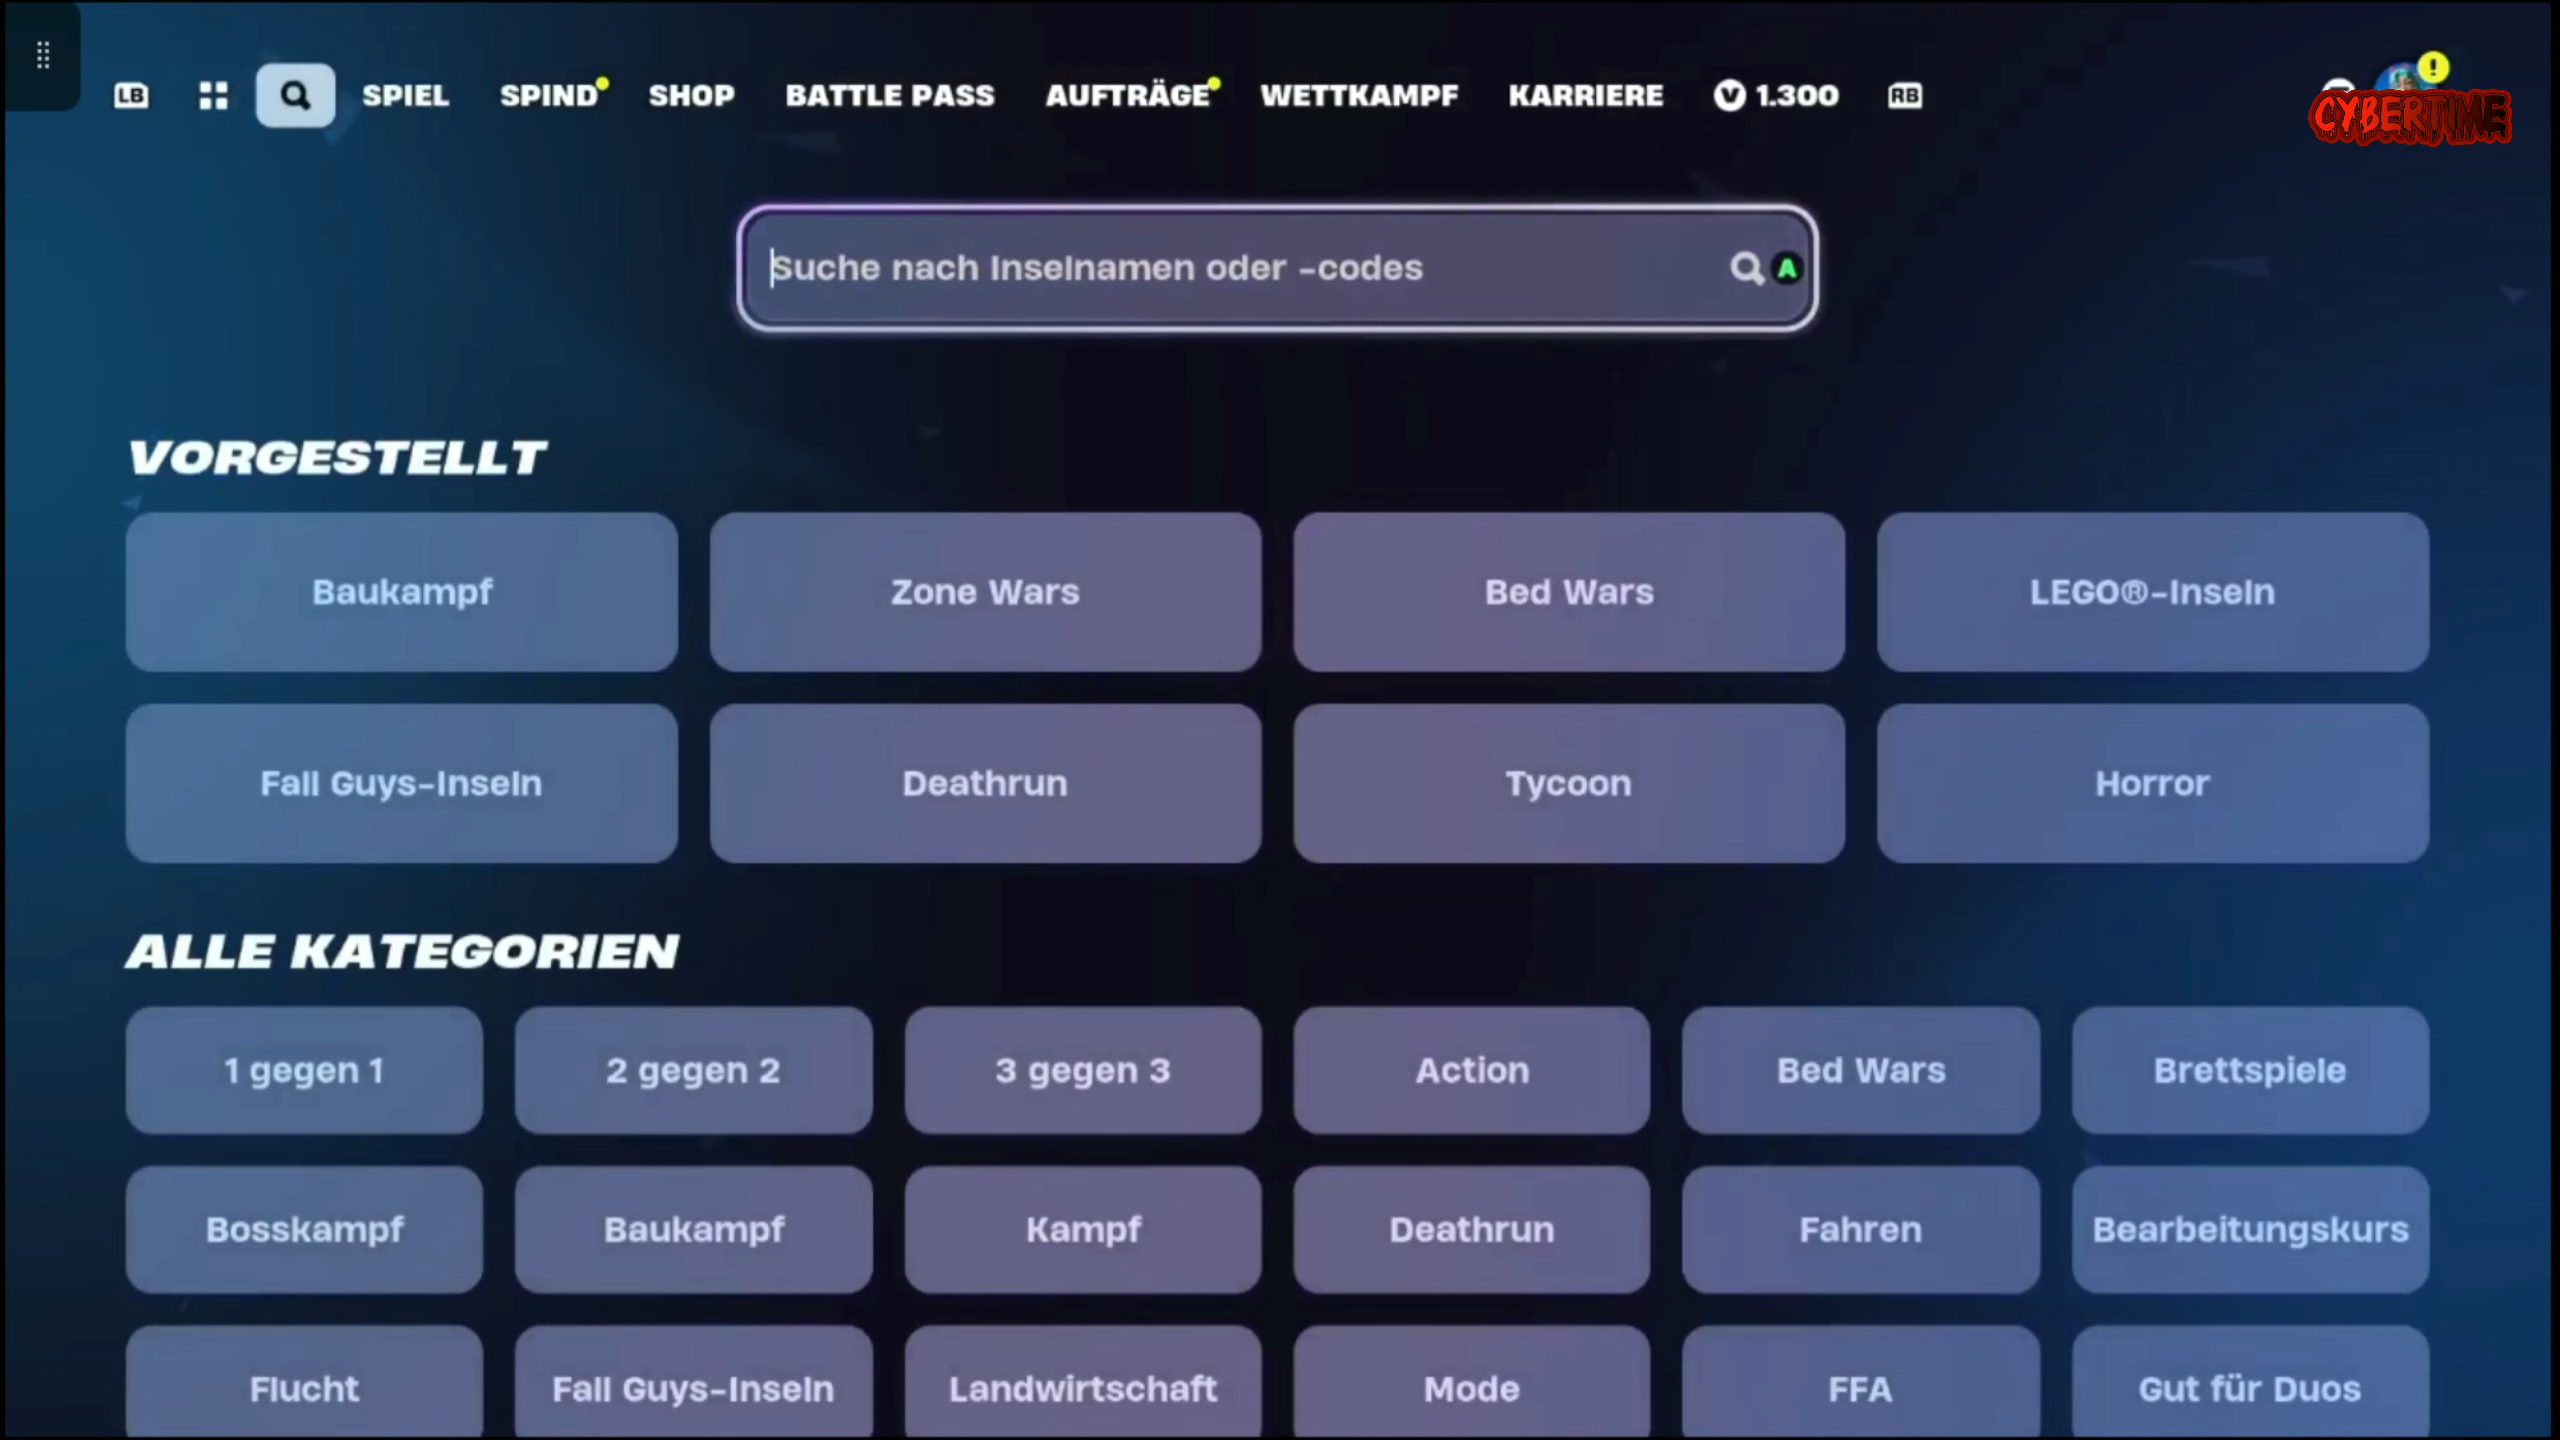 LB SPIEL SPIND SHOP BATTLE PASS AUFTRÄGE WETTKAMPF KARRIERE V 1.300 RB !
CYBERTIME
Suche nach Inselnamen oder -codes A
VORGESTELLT
Baukampf Zone Wars Bed Wars LEGO®-Inseln
Fall Guys-Inseln Deathrun Tycoon Horror
ALLE KATEGORIEN
1 gegen 1 2 gegen 2 3 gegen 3 Action Bed Wars Brettspiele
Bosskampf Baukampf Kampf Deathrun Fahren Bearbeitungskurs
Flucht Fall Guys-Inseln Landwirtschaft Mode FFA Gut für Duos